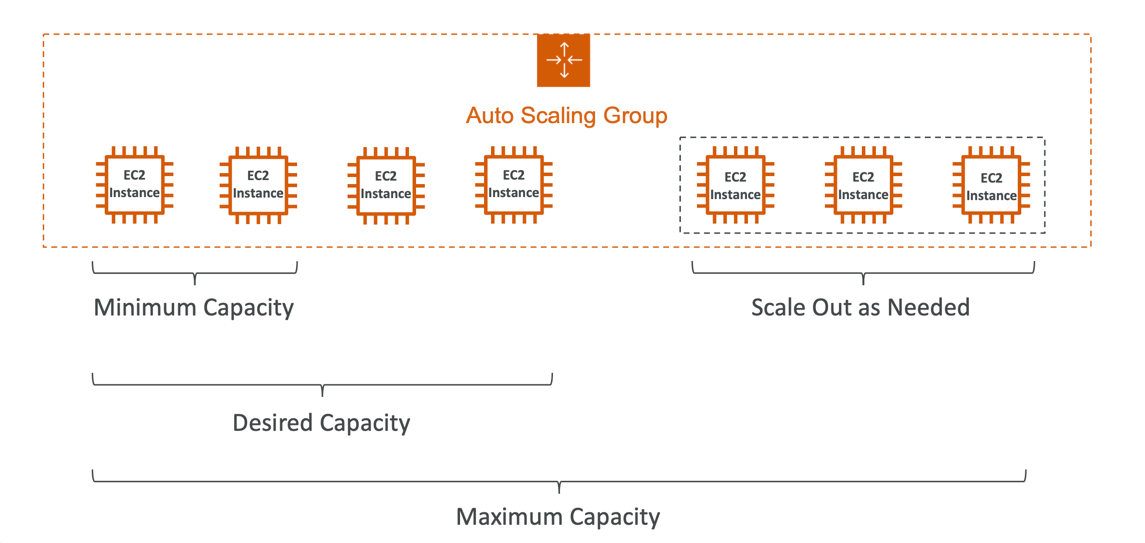 Auto Scaling Group
EC2
Instance
EC2
Instance
EC2
Instance
EC2
Instance
EC2
Instance
EC2
Instance
EC2
Instance
Minimum Capacity
Scale Out as Needed
Desired Capacity
Maximum Capacity